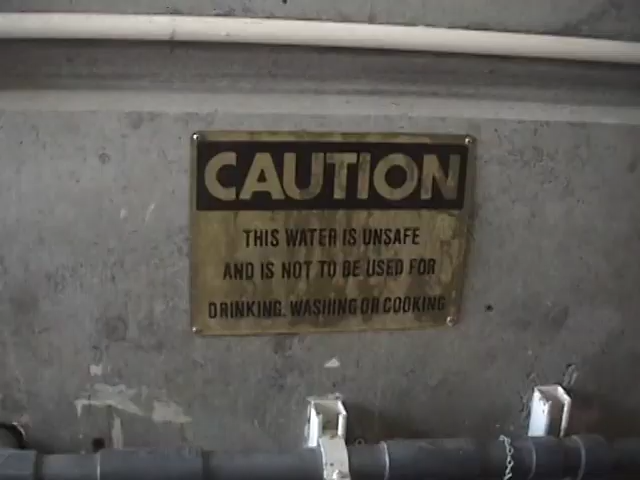 CAUTION
THIS WATER IS UNSAFE
AND IS NOT TO BE USED FOR
DRINKING. WASHING OR COOKING